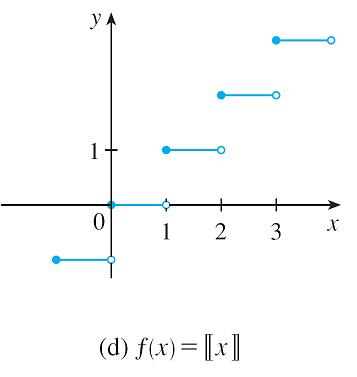 y
1
0 1 2 3 x
(d) f(x) = ⟦x⟧